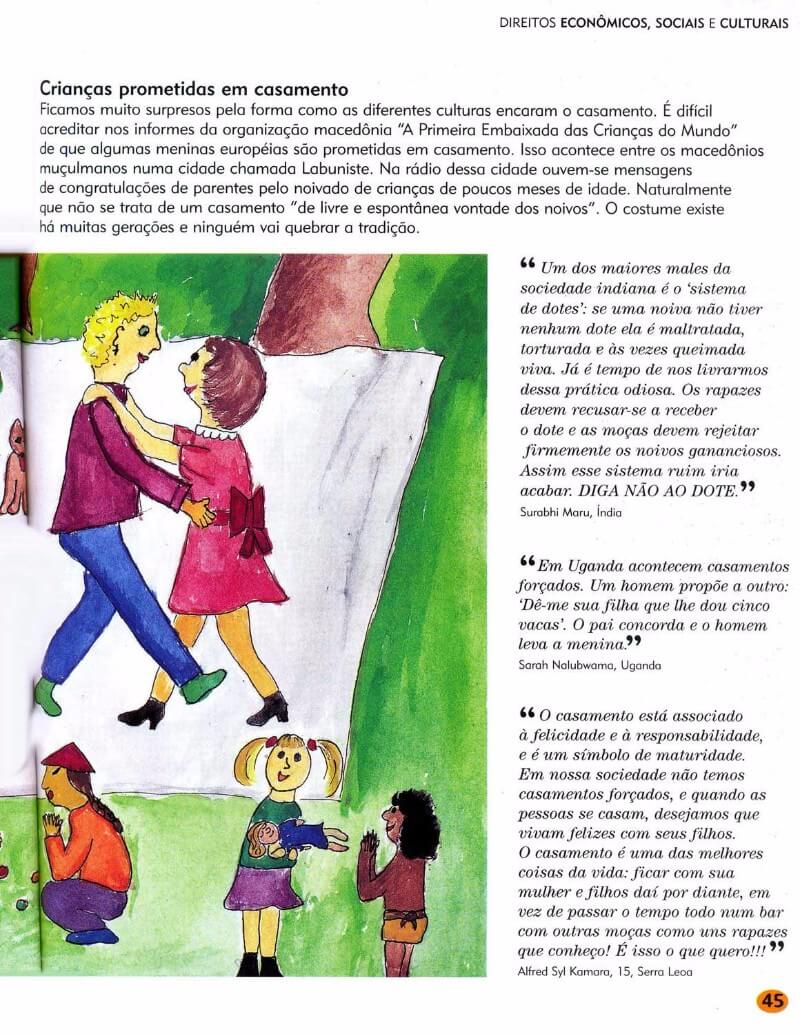 DIREITOS ECONÔMICOS, SOCIAIS E CULTURAIS
Crianças prometidas em casamento
Ficamos muito surpresos pela forma como as diferentes culturas encaram o casamento. É difícil
acreditar nos informes da organização macedônia “A Primeira Embaixada das Crianças do Mundo”
de que algumas meninas européias são prometidas em casamento. Isso acontece entre os macedônios
muçulmanos numa cidade chamada Labuniste. Na rádio dessa cidade ouvem-se mensagens
de congratulações de parentes pelo noivado de crianças de poucos meses de idade. Naturalmente
que não se trata de um casamento “de livre e espontânea vontade dos noivos”. O costume existe
há muitas gerações e ninguém vai quebrar a tradição.
“ Um dos maiores males da
sociedade indiana é o ‘sistema
de dotes’: se uma noiva não tiver
nenhum dote ela é maltratada,
torturada e às vezes queimada
viva. Já é tempo de nos livrarmos
dessa prática odiosa. Os rapazes
devem recusar-se a receber
o dote e as moças devem rejeitar
firmemente os noivos gananciosos.
Assim esse sistema ruim iria
acabar. DIGA NÃO AO DOTE.”
Surabhi Maru, Índia
“Em Uganda acontecem casamentos
forçados. Um homem propõe a outro:
‘Dê-me sua filha que lhe dou cinco
vacas’. O pai concorda e o homem
leva a menina.”
Sarah Nalubwama, Uganda
“ O casamento está associado
à felicidade e à responsabilidade,
e é um símbolo de maturidade.
Em nossa sociedade não temos
casamentos forçados, e quando as
pessoas se casam, desejamos que
vivam felizes com seus filhos.
O casamento é uma das melhores
coisas da vida: ficar com sua
mulher e filhos daí por diante, em
vez de passar o tempo todo num bar
com outras moças como uns rapazes
que conheço! É isso o que quero!!! ”
Alfred Syl Kamara, 15, Serra Leoa
45